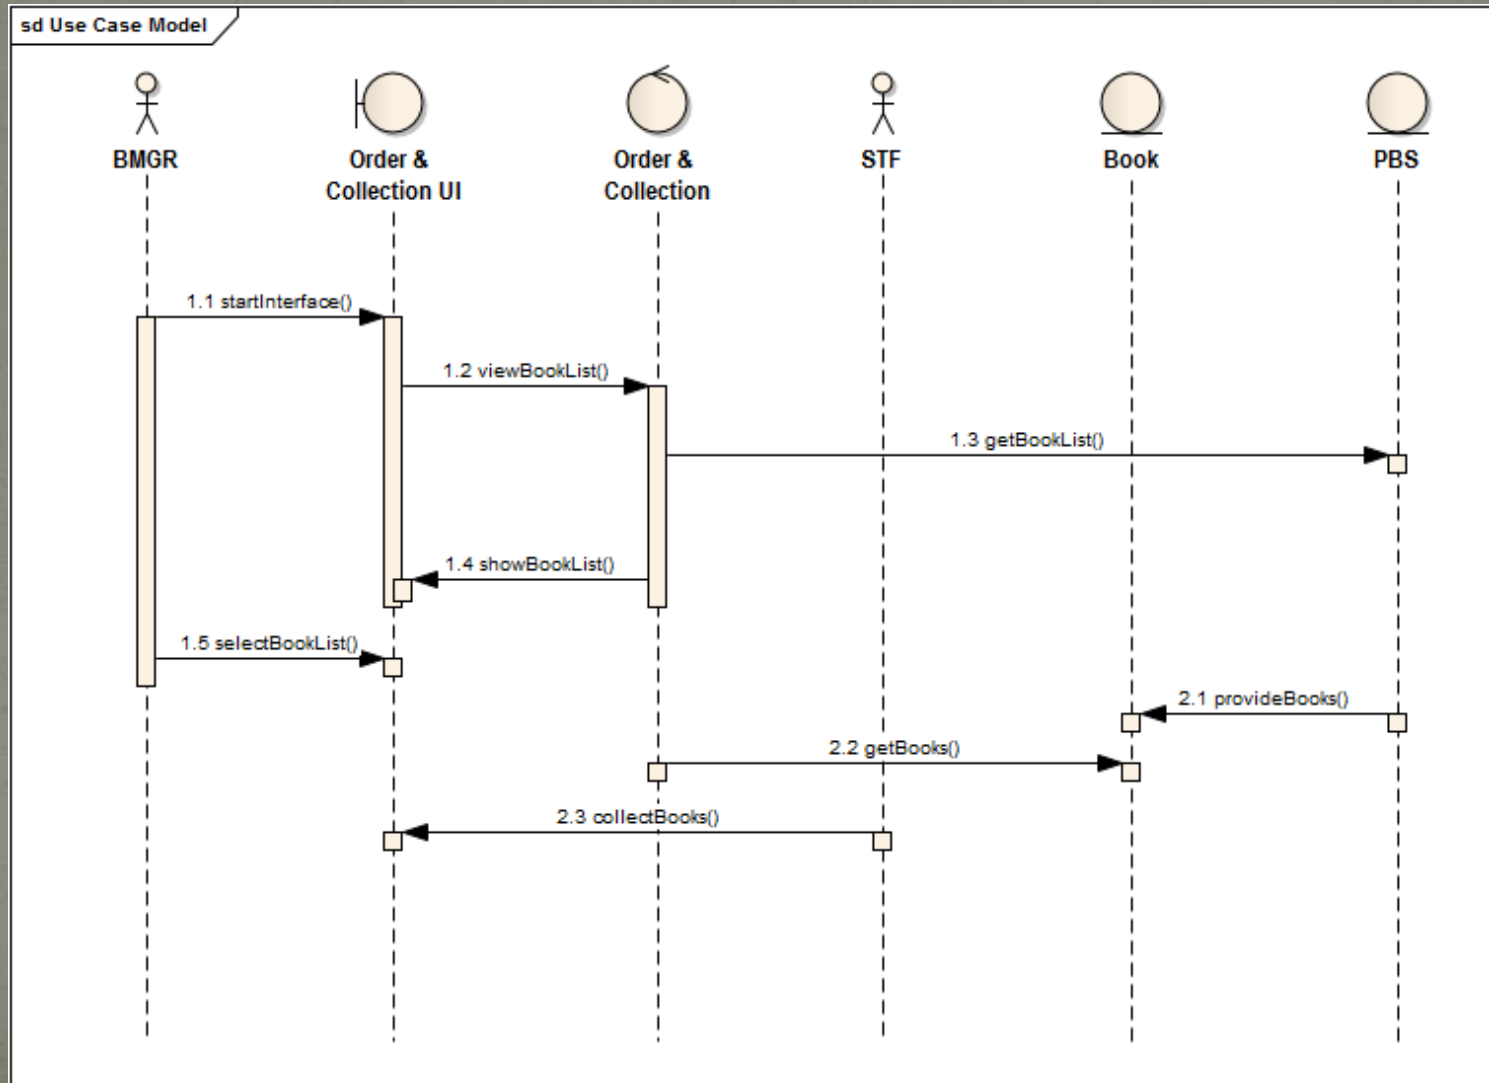 sd Use Case Model
BMGR
Order &
Collection UI
Order &
Collection
STF
Book
PBS
1.1 startInterface()
1.2 viewBookList()
1.3 getBookList()
1.4 showBookList()
1.5 selectBookList()
2.1 provideBooks()
2.2 getBooks()
2.3 collectBooks()